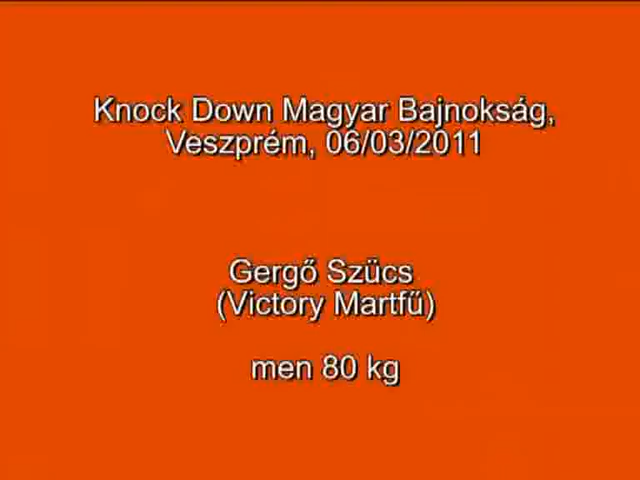 Knock Down Magyar Bajnokság,
Veszprém, 06/03/2011
Gergő Szücs
(Victory Martfű)
men 80 kg